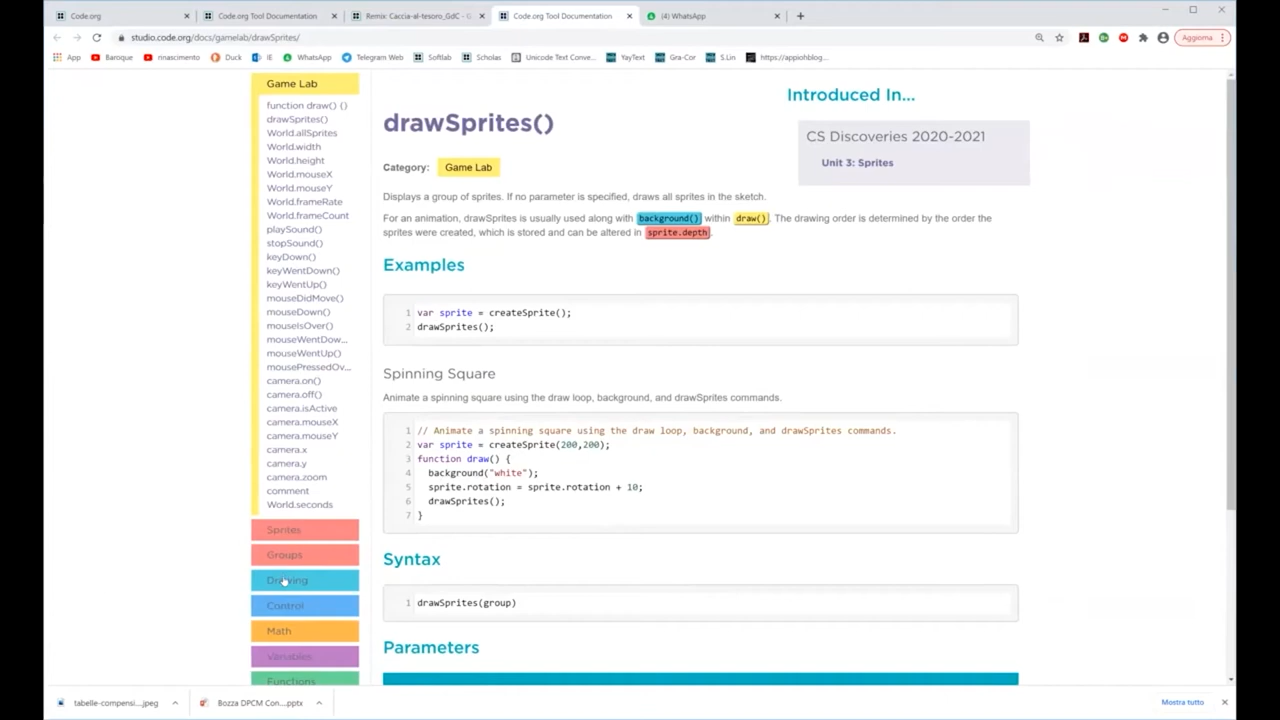 Code.org
Code.org Tool Documentation
Remix: Caccia-al-tesoro_GdC - G
Code.org Tool Documentation
(4) WhatsApp
studio.code.org/docs/gamelab/drawSprites/
Aggiorna
App
Baroque
rinascimento
Duck
IE
WhatsApp
Telegram Web
Softlab
Scholas
Unicode Text Conve...
YayText
Gra-Cor
S.Lin
https://appiohblog...
Game Lab
function draw() {}
drawSprites()
World.allSprites
World.width
World.height
World.mouseX
World.mouseY
World.frameRate
World.frameCount
playSound()
stopSound()
keyDown()
keyWentDown()
keyWentUp()
mouseDidMove()
mouseDown()
mouseIsOver()
mouseWentDow...
mouseWentUp()
mousePressedOv...
camera.on()
camera.off()
camera.isActive
camera.mouseX
camera.mouseY
camera.x
camera.y
camera.zoom
comment
World.seconds
Sprites
Groups
Drawing
Control
Math
Variables
Functions
drawSprites()
Category: Game Lab
Introduced In...
CS Discoveries 2020-2021
Unit 3: Sprites
Displays a group of sprites. If no parameter is specified, draws all sprites in the sketch.
For an animation, drawSprites is usually used along with background() within draw(). The drawing order is determined by the order
sprites were created, which is stored and can be altered in sprite.depth.
Examples
1 var sprite = createSprite();
2 drawSprites();
Spinning Square
Animate a spinning square using the draw loop, background, and drawSprites commands.
1 // Animate a spinning square using the draw loop, background, and drawSprites commands.
2 var sprite = createSprite(200,200);
3 function draw() {
4 background("white");
5 sprite.rotation = sprite.rotation + 10;
6 drawSprites();
7 }
Syntax
1 drawSprites(group)
Parameters
tabelle-compensi....jpeg
Bozza DPCM Con....pptx
Mostra tutto